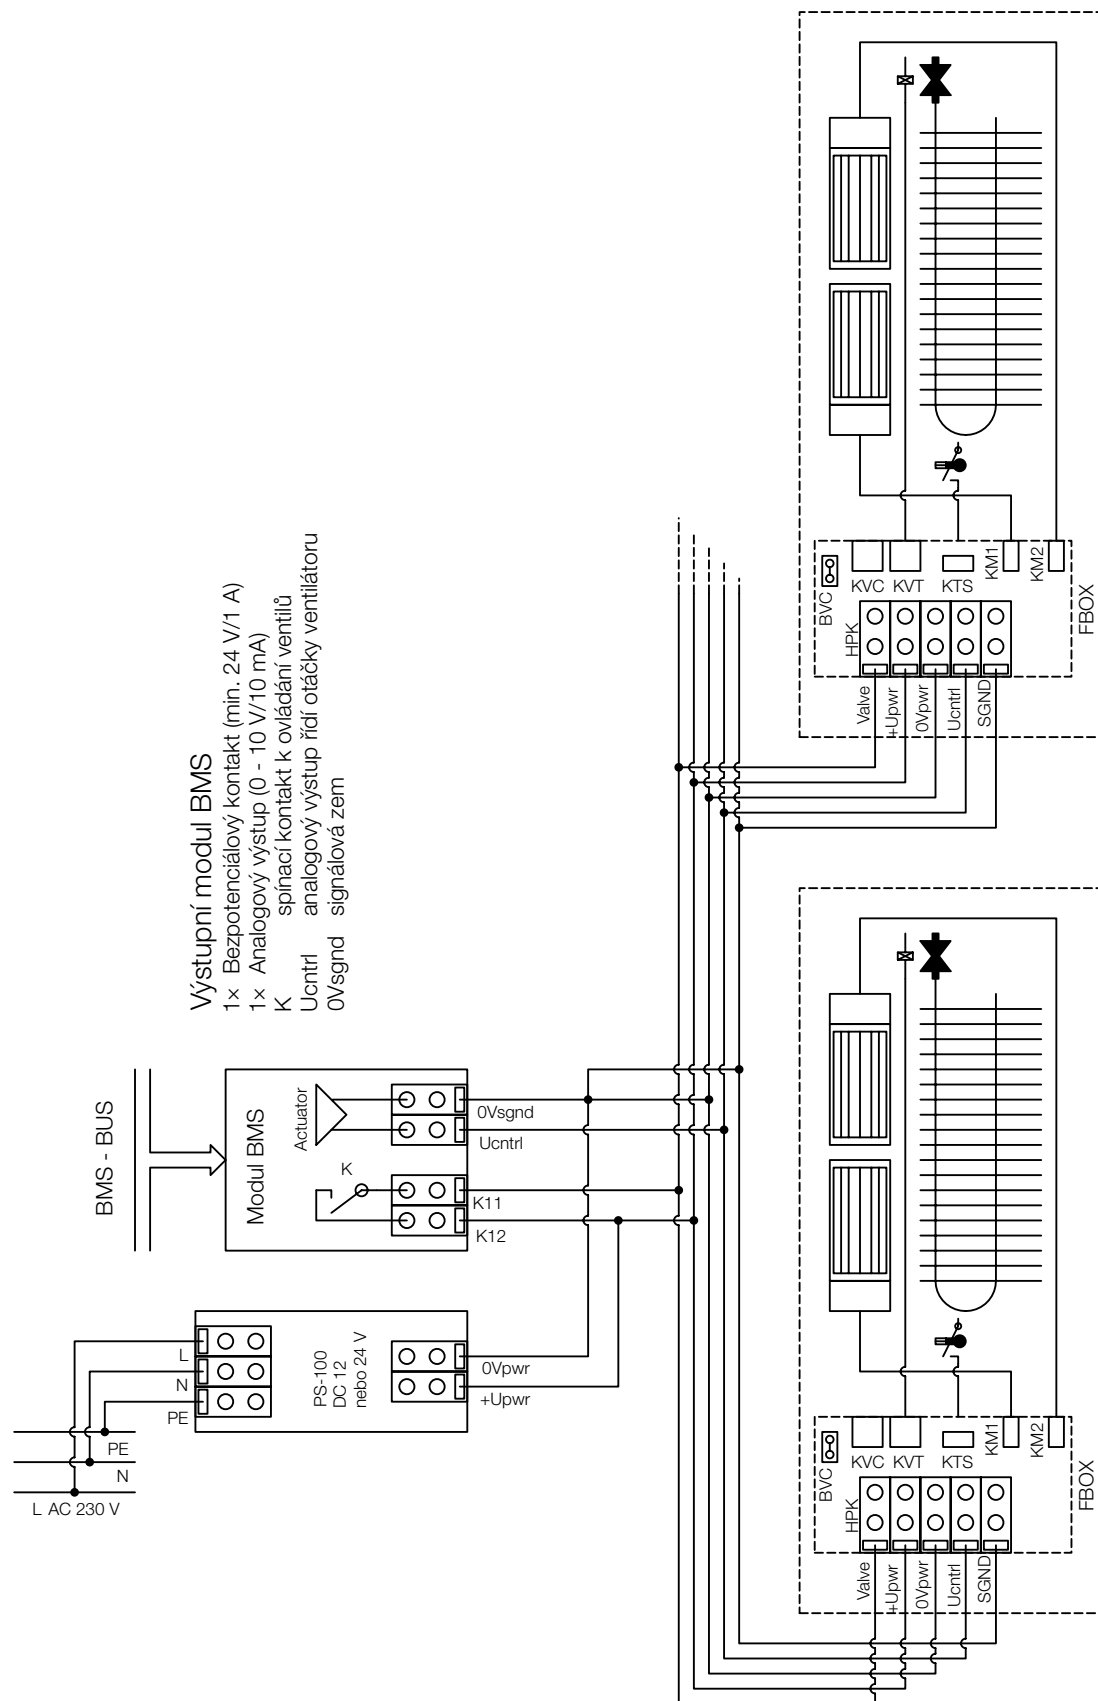 BMS - BUS
Výstupní modul BMS
1× Bezpotenciálový kontakt (min. 24 V/1 A)
1× Analogový výstup (0 - 10 V/10 mA)
K spínací kontakt k ovládání ventilů
Ucntrl analogový výstup řídí otáčky ventilátoru
0Vsgnd signálová zem
Modul BMS
Actuator
K
0Vsgnd
Ucntrl
K11
K12
PS-100
DC 12
nebo 24 V
L
N
PE
0Vpwr
+Upwr
PE
N
L AC 230 V
BVC
KVC
KVT
KTS
KM1
KM2
HPK
FBOX
Valve
+Upwr
0Vpwr
Ucntrl
SGND
BVC
KVC
KVT
KTS
KM1
KM2
HPK
FBOX
Valve
+Upwr
0Vpwr
Ucntrl
SGND